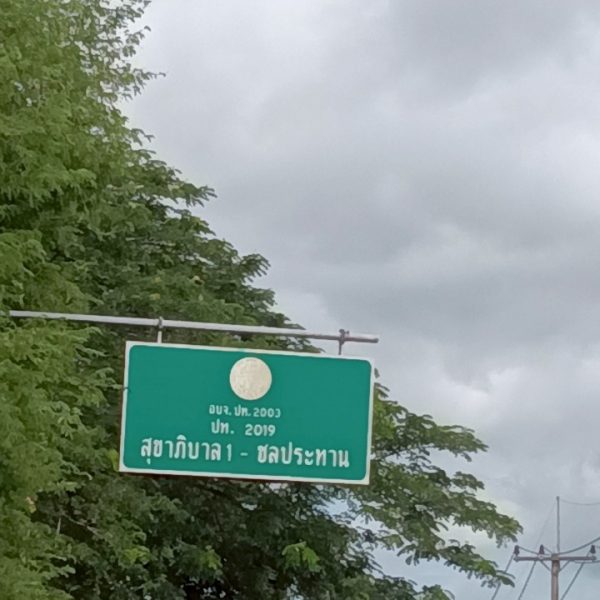 อบจ. ปท. 2003
ปท. 2019
สุขาภิบาล 1 - ชลประทาน